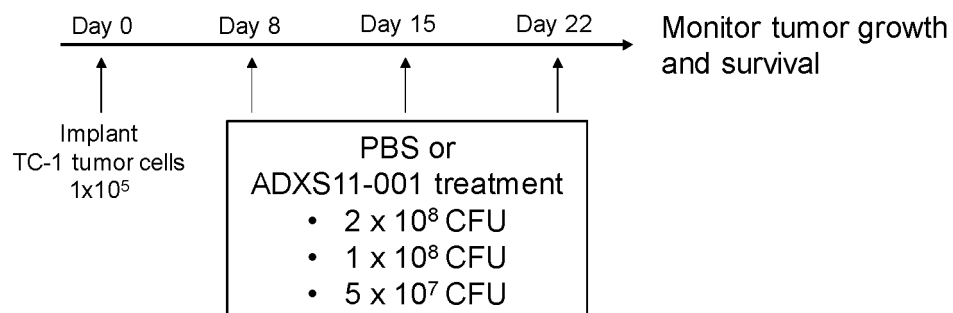 Day 0 Day 8 Day 15 Day 22
Monitor tumor growth
and survival
Implant
TC-1 tumor cells
1x10⁵
PBS or
ADXS11-001 treatment
• 2 x 10⁸ CFU
• 1 x 10⁸ CFU
• 5 x 10⁷ CFU